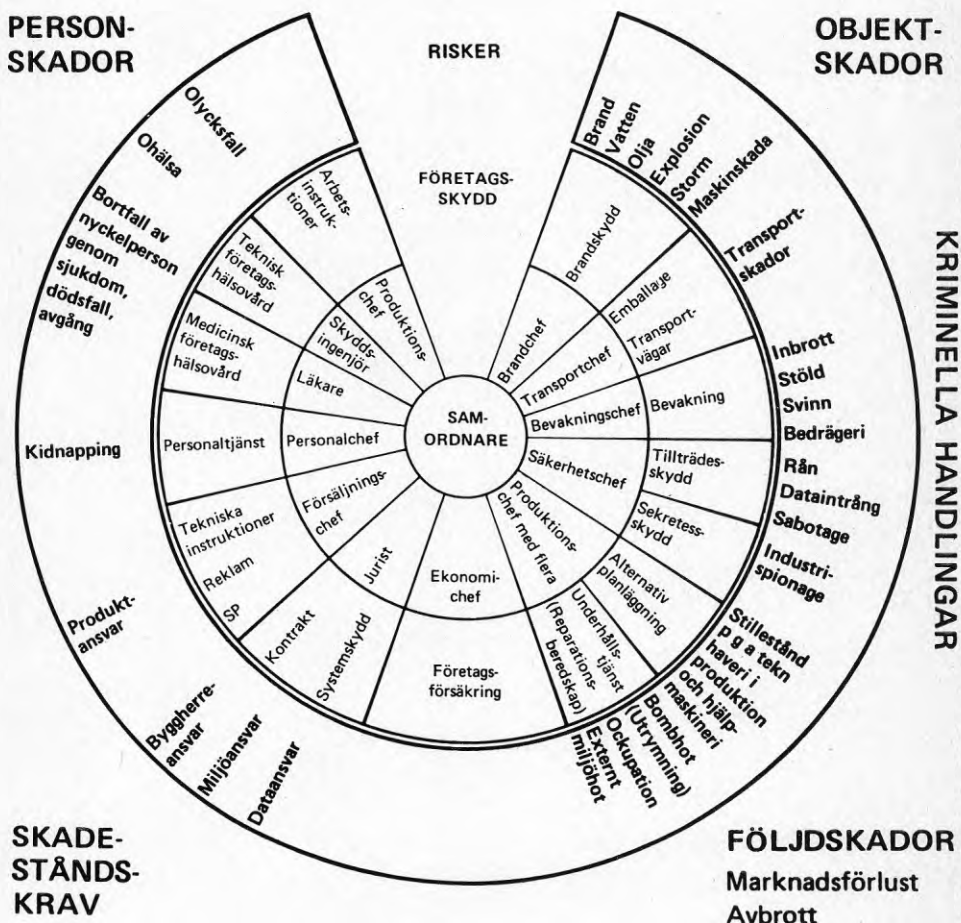 PERSON-
SKADOR
RISKER
OBJEKT-
SKADOR
FÖRETAGS-
SKYDD
Olycksfall
Ohälsa
Bortfall av
nyckelperson
genom
sjukdom,
dödsfall,
avgång
Kidnapping
Produkt-
ansvar
Byggherre-
ansvar
Miljöansvar
Dataansvar
Brand
Vatten
Olja
Explosion
Storm
Maskinskada
Transport-
skador
KRIMINELLA HANDLINGAR
Inbrott
Stöld
Svinn
Bedrägeri
Rån
Dataintrång
Sabotage
Industri-
spionage
Stillestånd
p g a tekn
haveri i
produktion
och hjälp-
maskineri
Bombhot
(Utrymning)
Ockupation
Externt
miljöhot
Arbets-
instruk-
tioner
Teknisk
företags-
hälsovård
Medicinsk
företags-
hälsovård
Personaltjänst
Tekniska
instruktioner
Reklam
SP
Kontrakt
Systemskydd
Företags-
försäkring
(Reparations-
beredskap)
Underhålls-
tjänst
Alternativ
planläggning
Sekretess-
skydd
Tillträdes-
skydd
Bevakning
Transport-
vägar
Emballage
Brandskydd
Produktions-
chef
Skydds-
ingenjör
Läkare
Personalchef
Försäljnings-
chef
Jurist
Ekonomi-
chef
Produktions-
chef med flera
Säkerhetschef
Bevakningschef
Transportchef
Brandchef
SAM-
ORDNARE
SKADE-
STÅNDS-
KRAV
FÖLJDSKADOR
Marknadsförlust
Avbrott